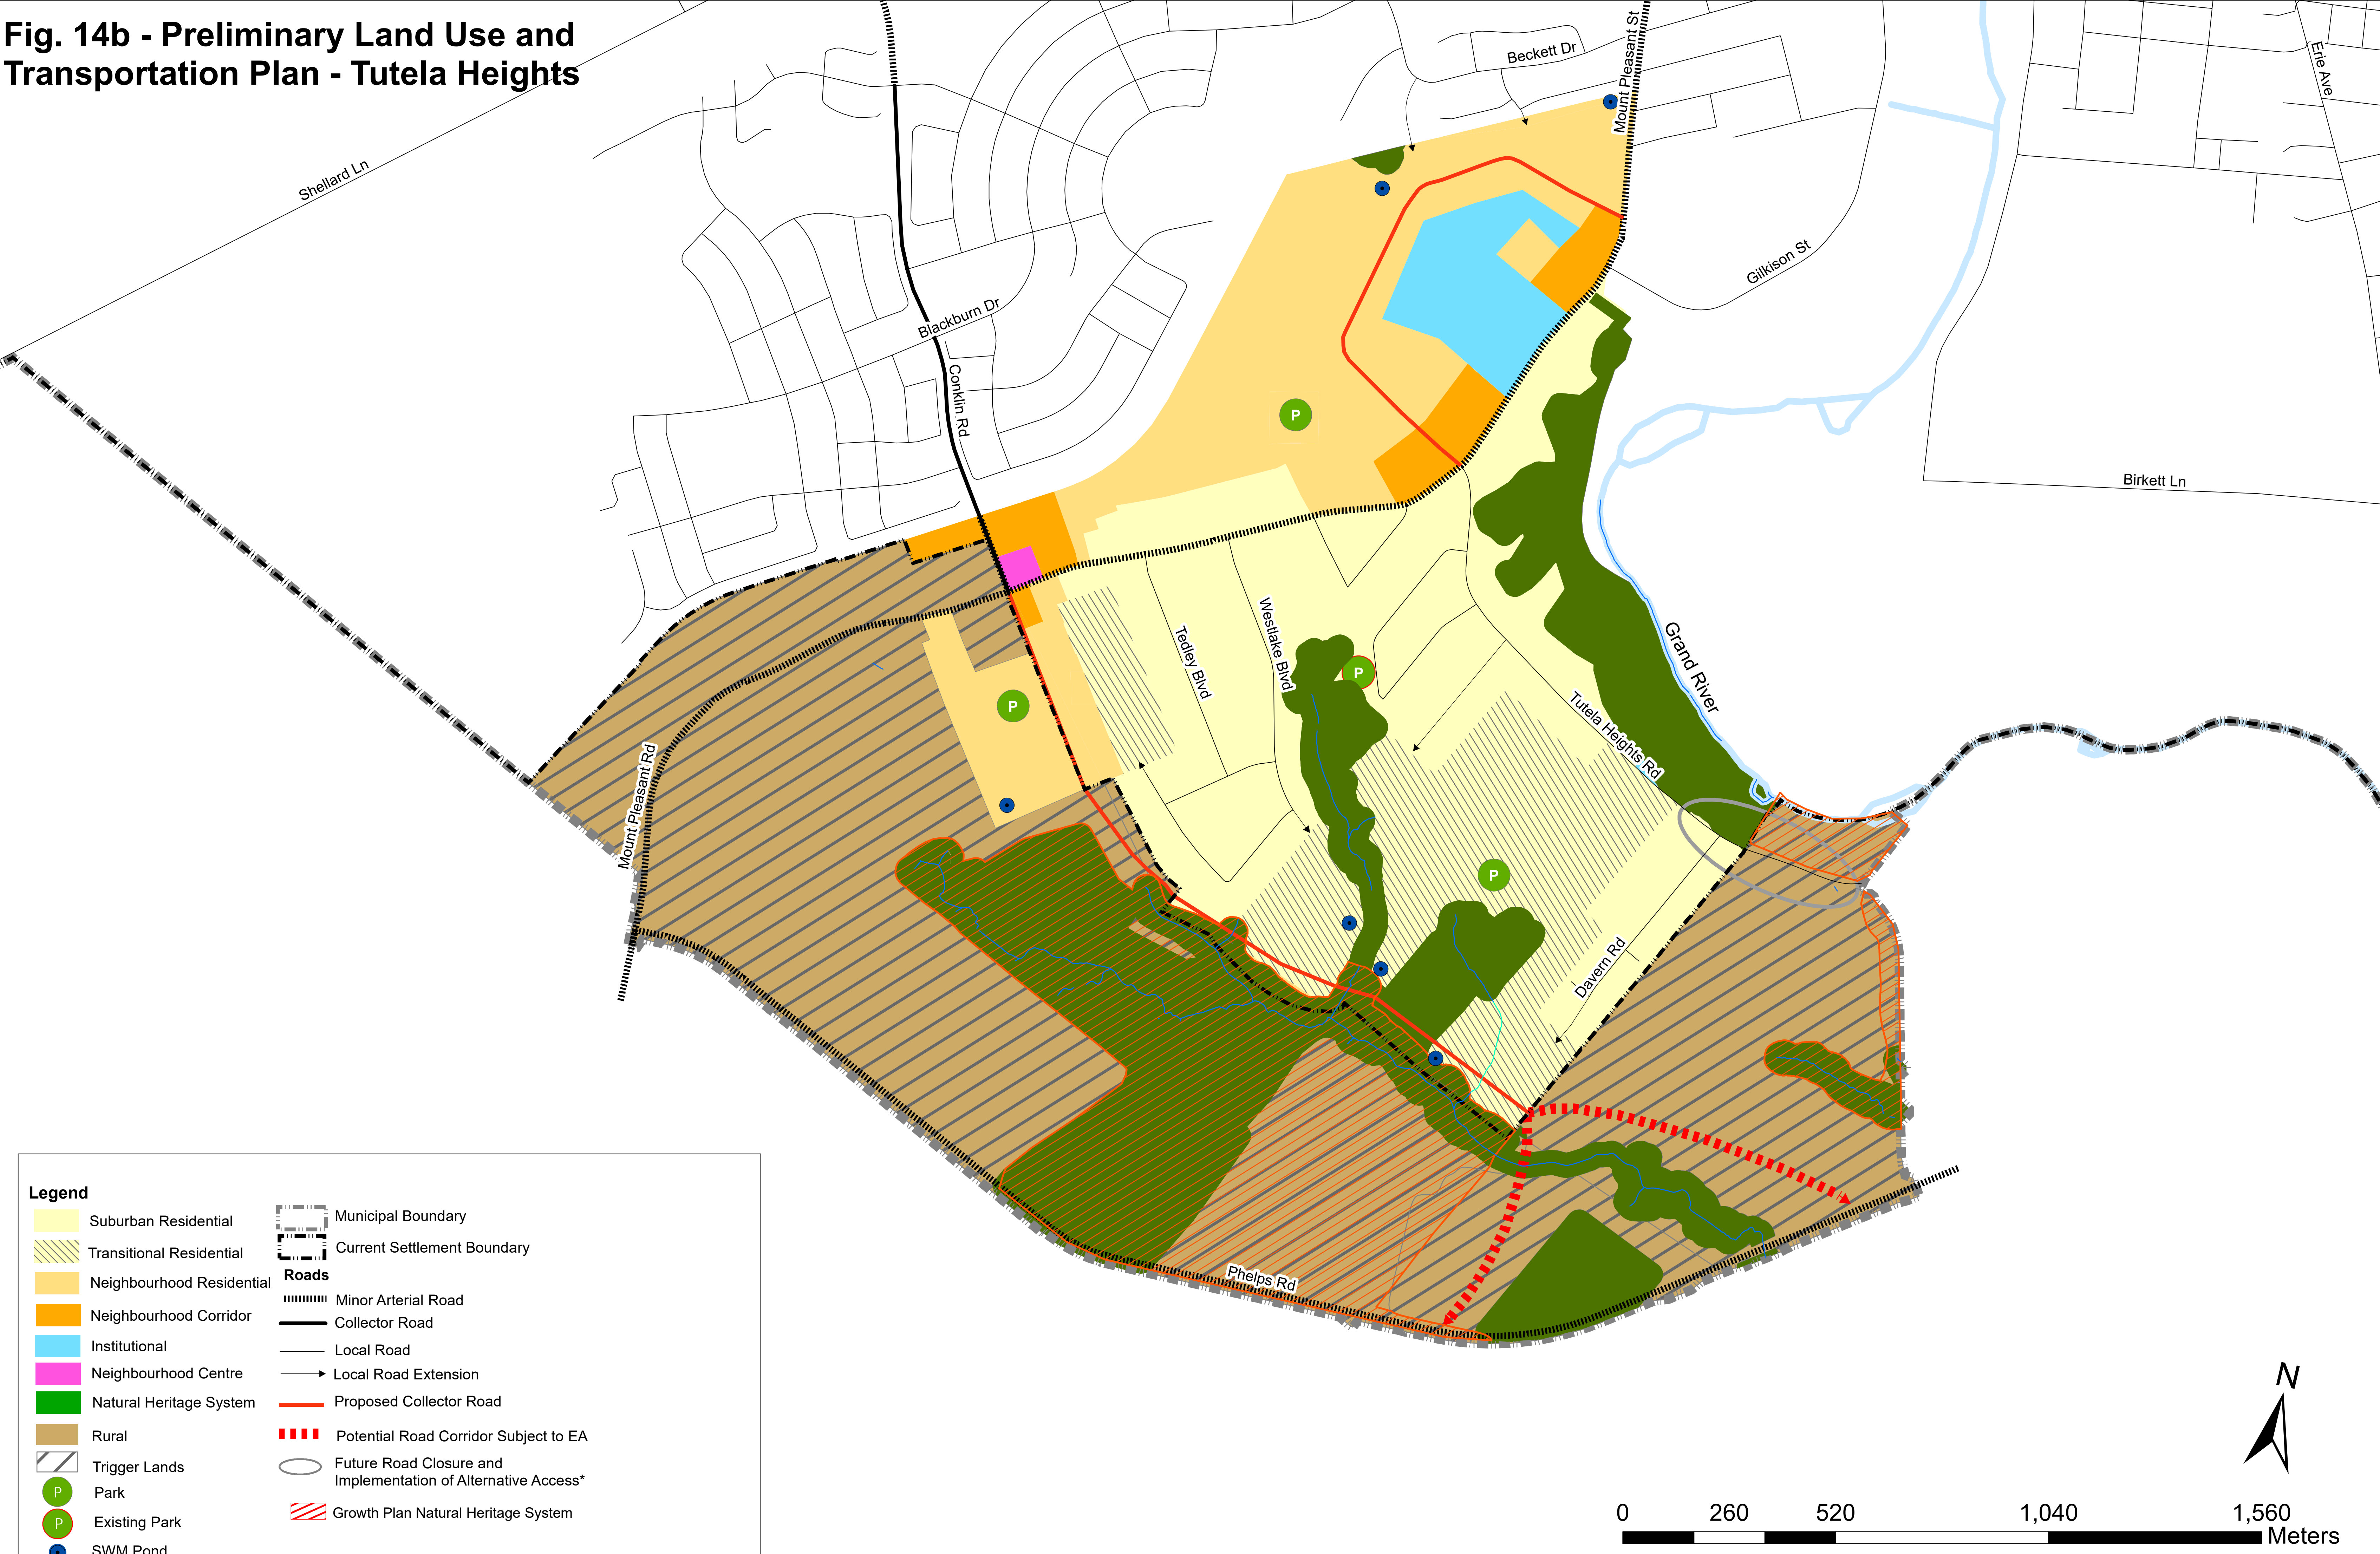 Fig. 14b - Preliminary Land Use and
Transportation Plan - Tutela Heights
Shellard Ln
Beckett Dr
Mount Pleasant St
Erie Ave
Gilkison St
Blackburn Dr
Conklin Rd
Birkett Ln
P
Tedley Blvd
Westlake Blvd
P
P
Grand River
Tutela Heights Rd
Mount Pleasant Rd
P
Davern Rd
Phelps Rd
Legend
Suburban Residential
Transitional Residential
Neighbourhood Residential
Neighbourhood Corridor
Institutional
Neighbourhood Centre
Natural Heritage System
Rural
Trigger Lands
P Park
P Existing Park
SWM Pond
Municipal Boundary
Current Settlement Boundary
Roads
Minor Arterial Road
Collector Road
Local Road
Local Road Extension
Proposed Collector Road
Potential Road Corridor Subject to EA
Future Road Closure and
Implementation of Alternative Access*
Growth Plan Natural Heritage System
N
0 260 520 1,040 1,560
Meters